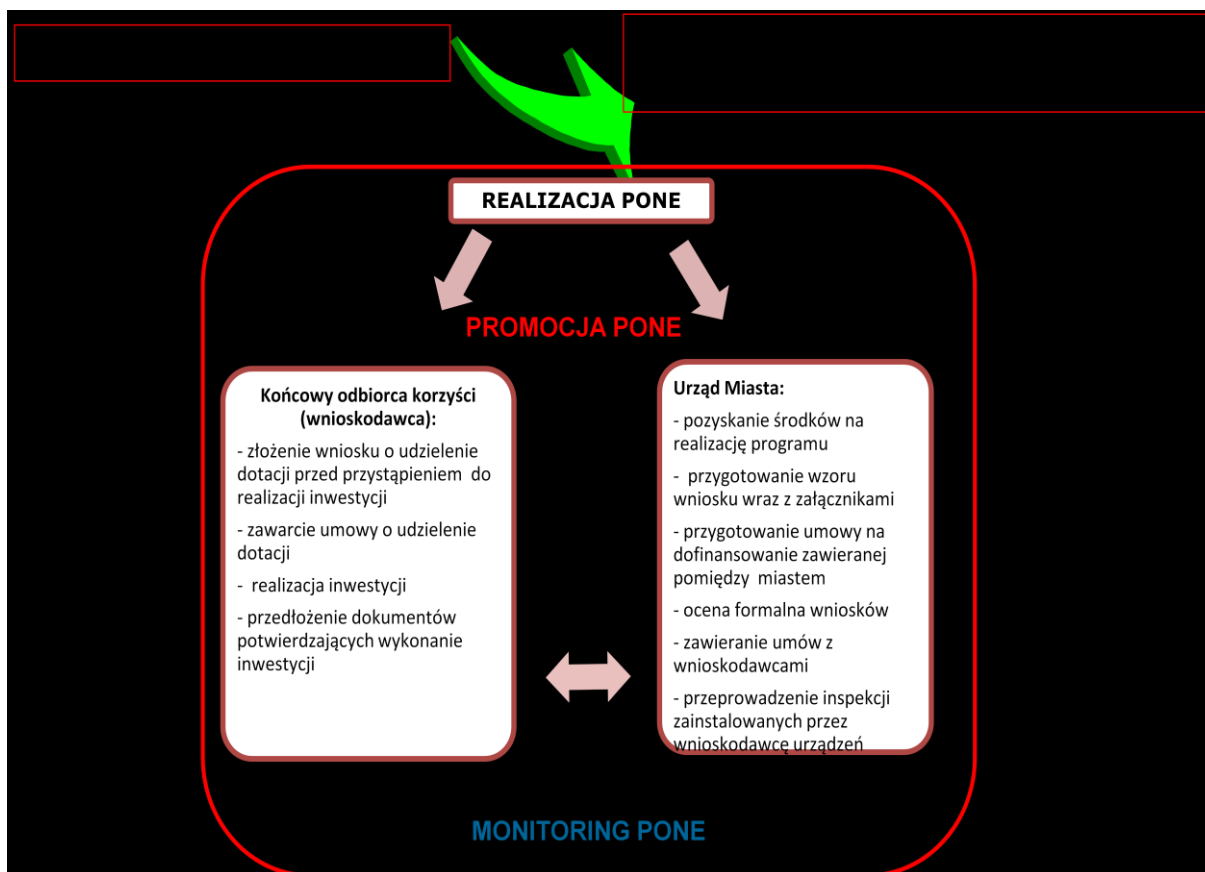 REALIZACJA PONE
PROMOCJA PONE
Końcowy odbiorca korzyści
(wnioskodawca):
- złożenie wniosku o udzielenie
dotacji przed przystąpieniem do
realizacji inwestycji
- zawarcie umowy o udzielenie
dotacji
- realizacja inwestycji
- przedłożenie dokumentów
potwierdzających wykonanie
inwestycji
Urząd Miasta:
- pozyskanie środków na
realizację programu
- przygotowanie wzoru
wniosku wraz z załącznikami
- przygotowanie umowy na
dofinansowanie zawieranej
pomiędzy miastem
- ocena formalna wniosków
- zawieranie umów z
wnioskodawcami
- przeprowadzenie inspekcji
zainstalowanych przez
wnioskodawcę urządzeń
MONITORING PONE